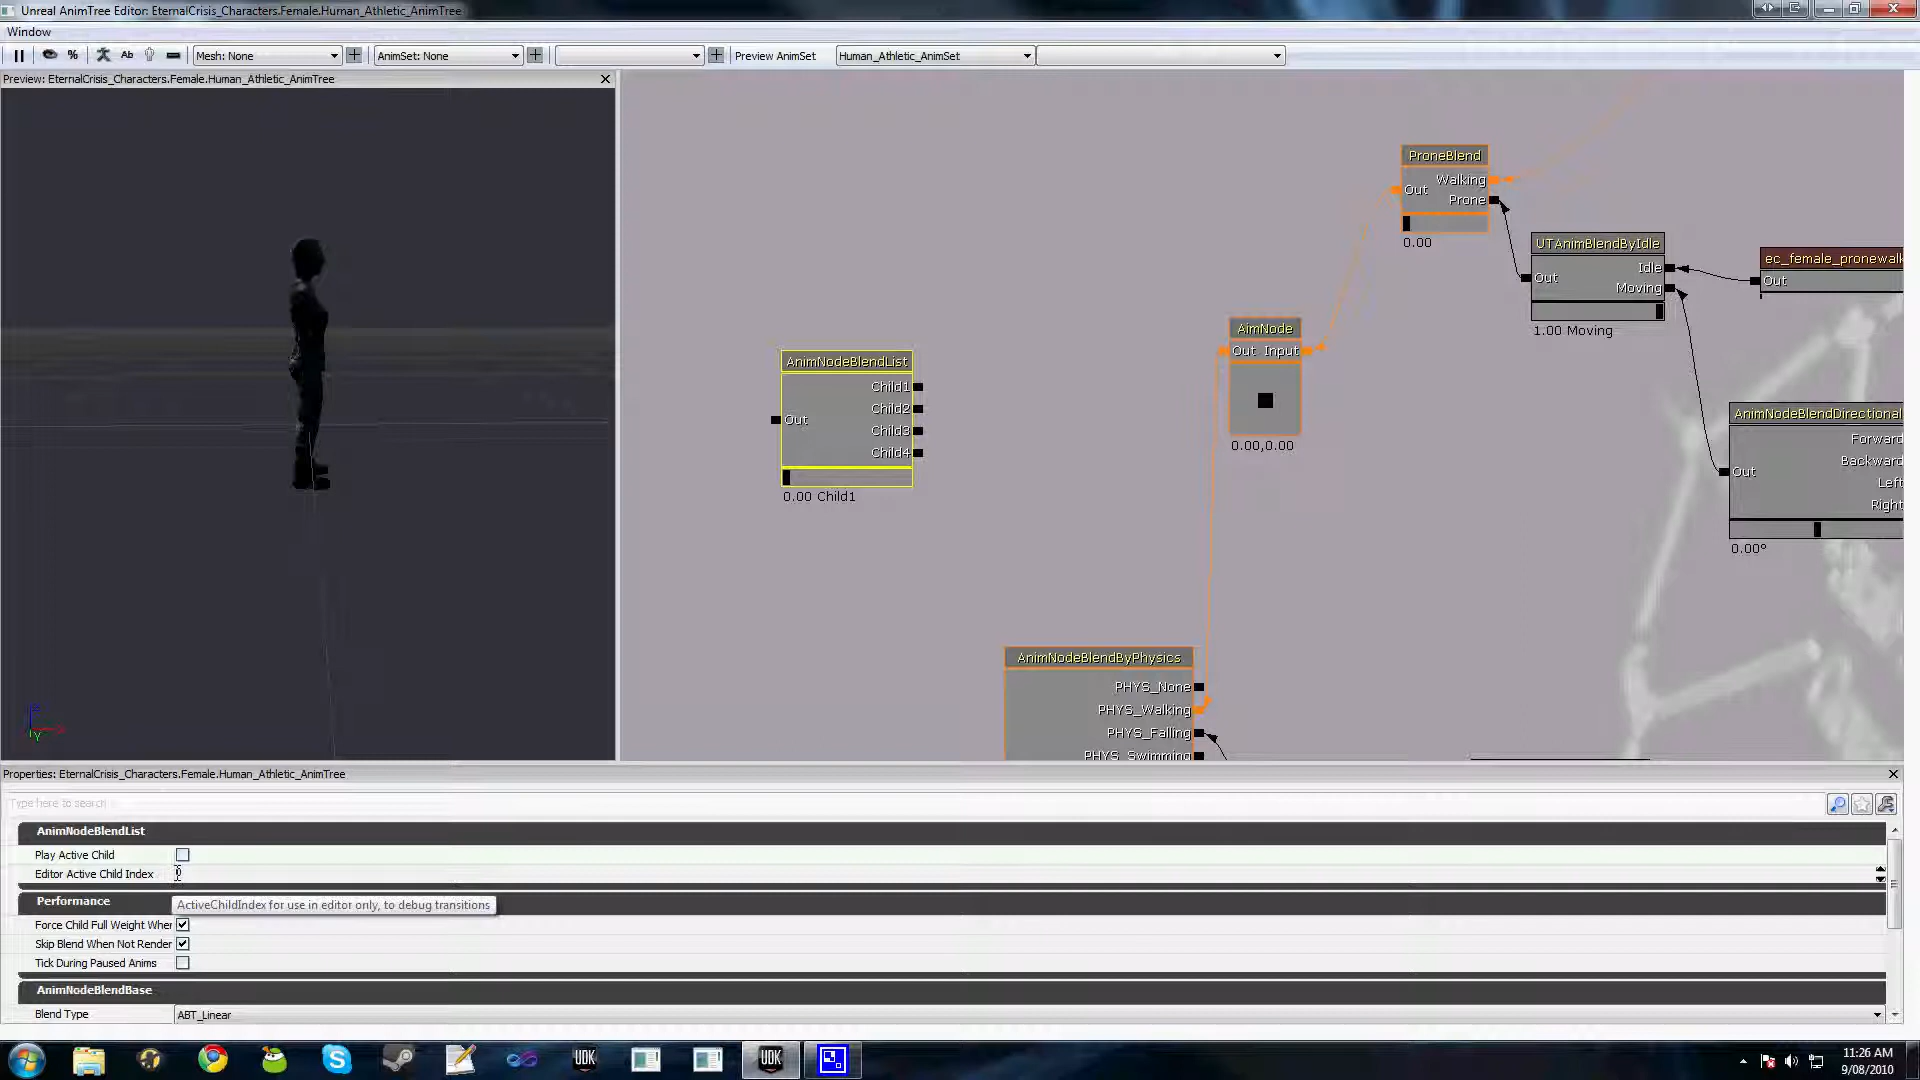 Unreal AnimTree Editor: EternalCrisis_Characters.Female.Human_Athletic_AnimTree
Window
Ab
Mesh: None
AnimSet: None
Preview AnimSet
Human_Athletic_AnimSet
Preview: EternalCrisis_Characters.Female.Human_Athletic_AnimTree
ProneBlend
Out
Walking
Prone
0.00
UTAnimBlendByIdle
Out
Idle
Moving
1.00 Moving
ec_female_pronewalk
Out
AimNode
Out Input
0.00,0.00
AnimNodeBlendList
Child1
Child2
Out
Child3
Child4
0.00 Child1
AnimNodeBlendDirectional
Forward
Backward
Out
Left
Right
0.00°
AnimNodeBlendByPhysics
PHYS_None
PHYS_Walking
PHYS_Falling
PHYS_Swimming
Z
Y
Properties: EternalCrisis_Characters.Female.Human_Athletic_AnimTree
Type here to search
AnimNodeBlendList
Play Active Child
Editor Active Child Index 0
Performance
ActiveChildIndex for use in editor only, to debug transitions
Force Child Full Weight Wher
Skip Blend When Not Render
Tick During Paused Anims
AnimNodeBlendBase
Blend Type
ABT_Linear
UDK
UDK
11:26 AM
9/08/2010